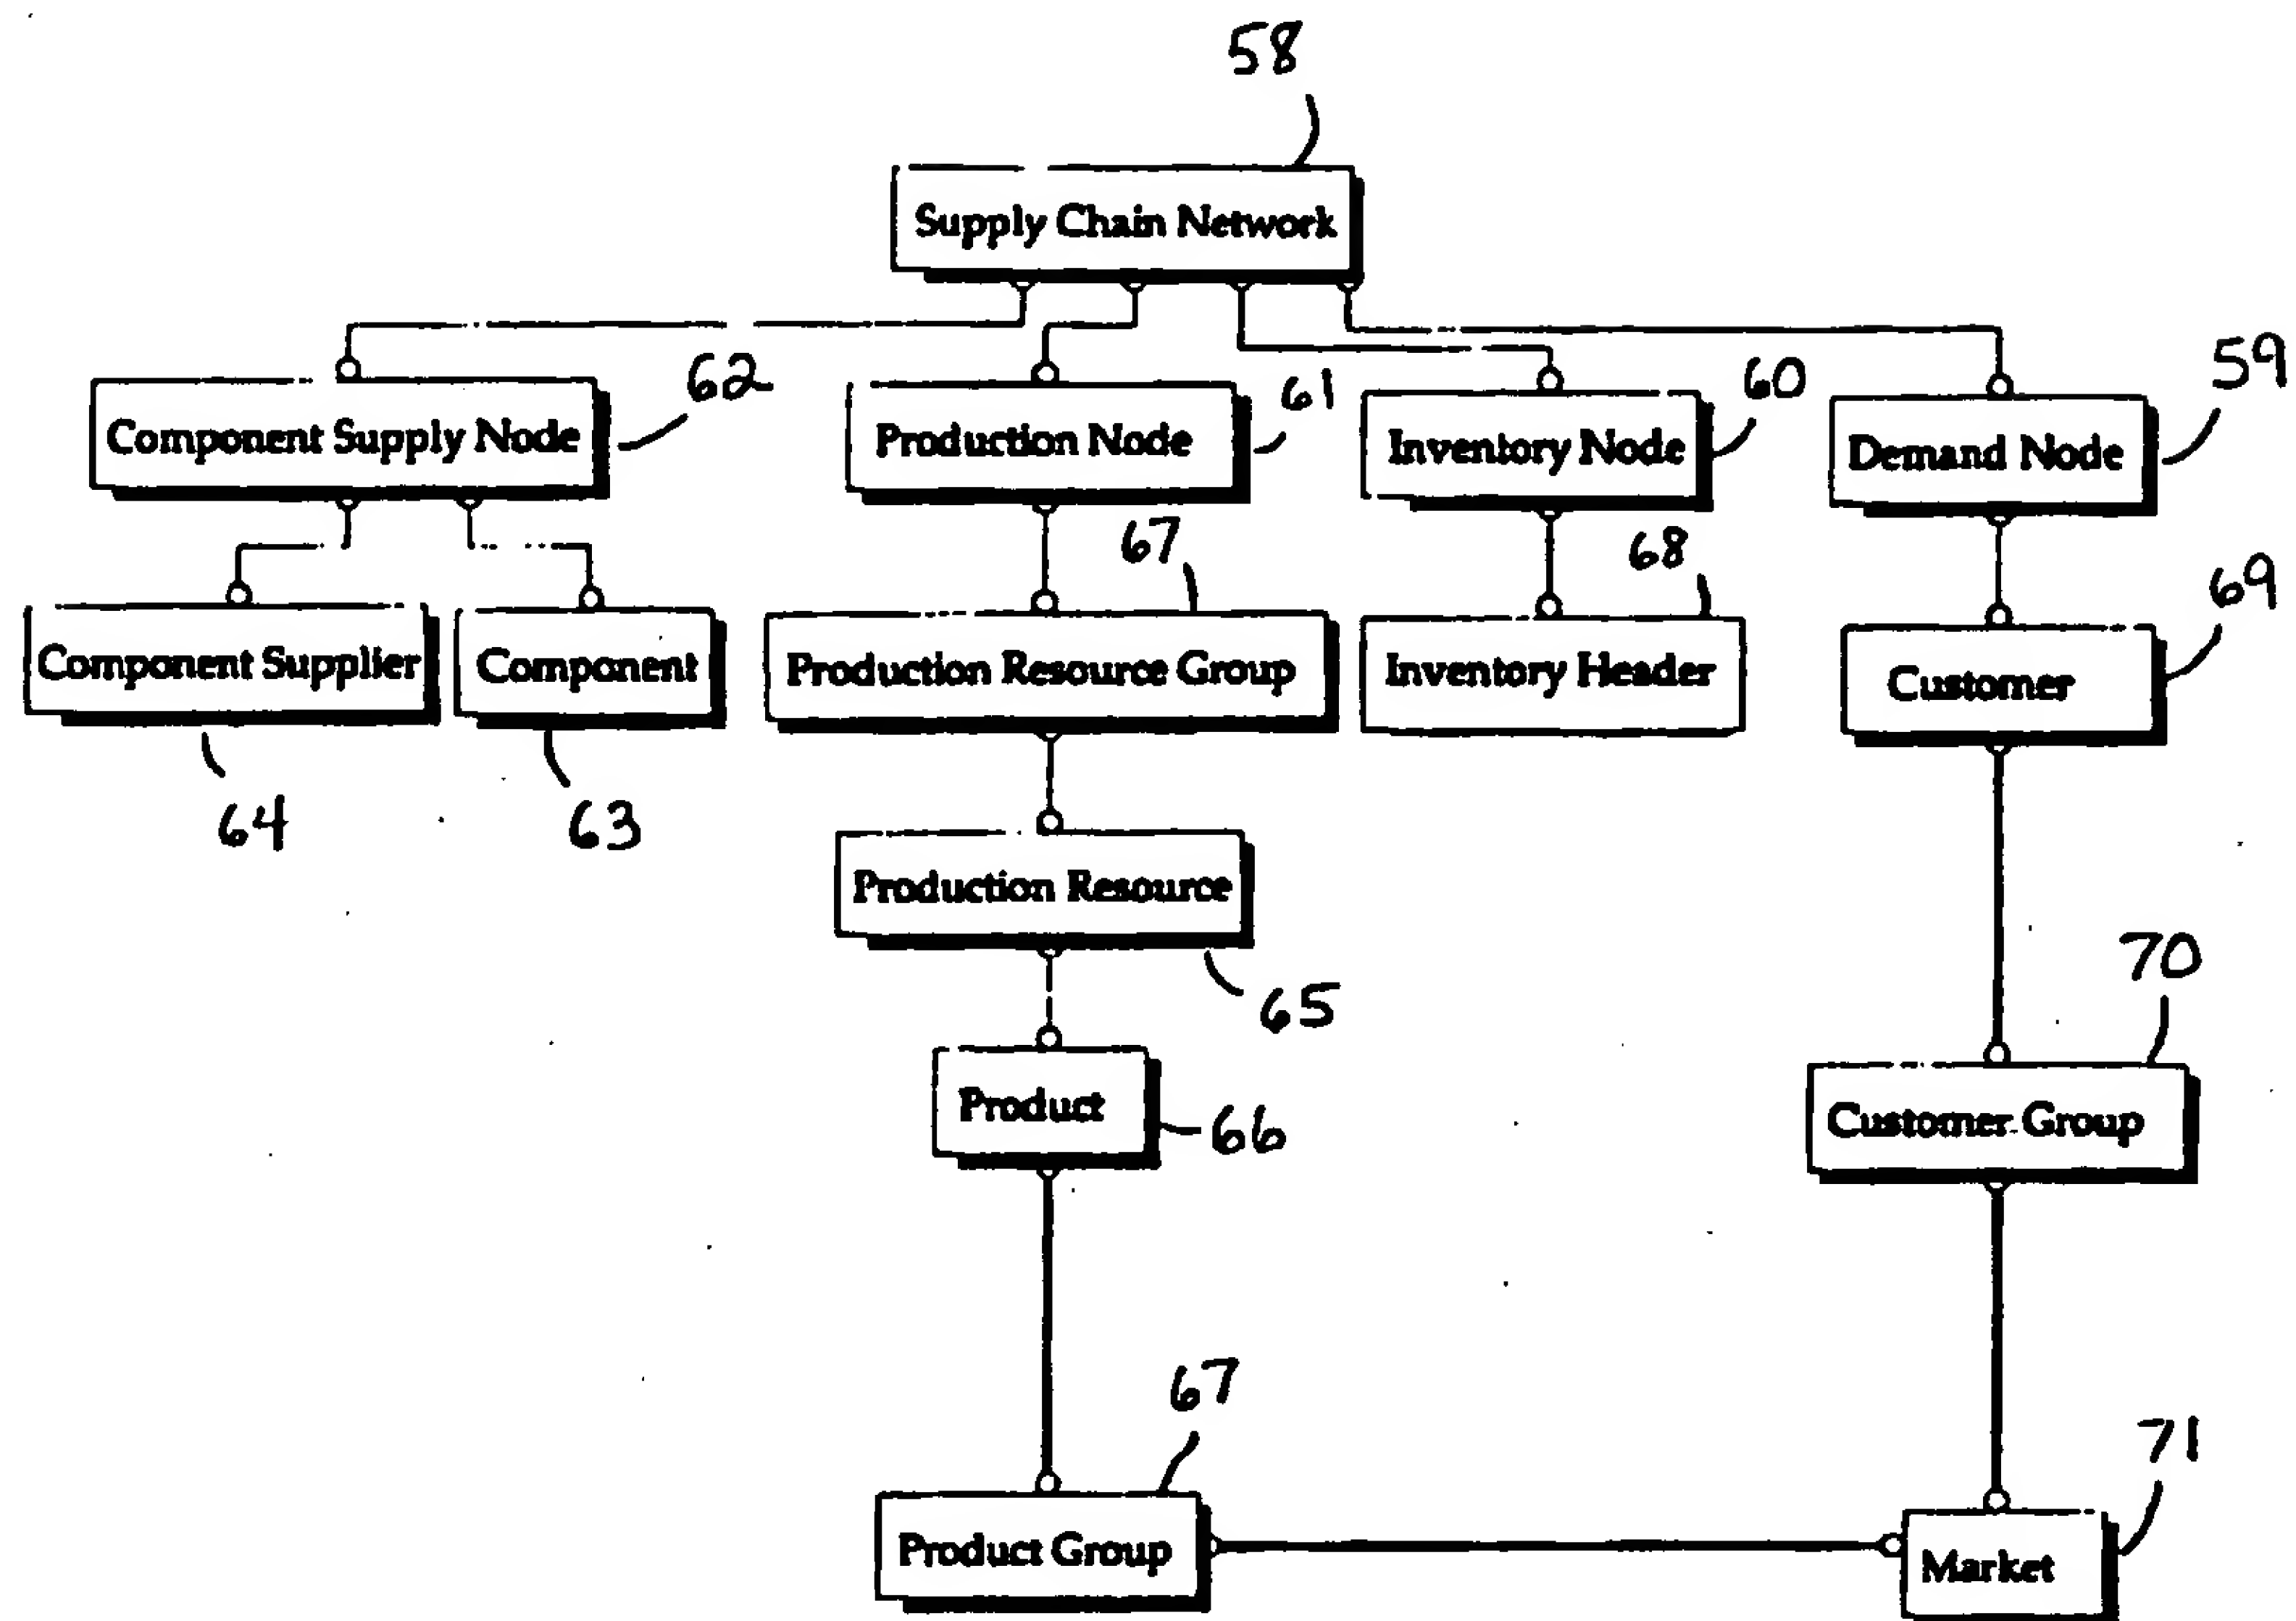 58
Supply Chain Network
62
61
60
59
Component Supply Node
Production Node
Inventory Node
Demand Node
67
68
69
Component Supplier
Component
Production Resource Group
Inventory Header
Customer
64
63
Production Resource
65
70
Product
66
Customer Group
67
71
Product Group
Market